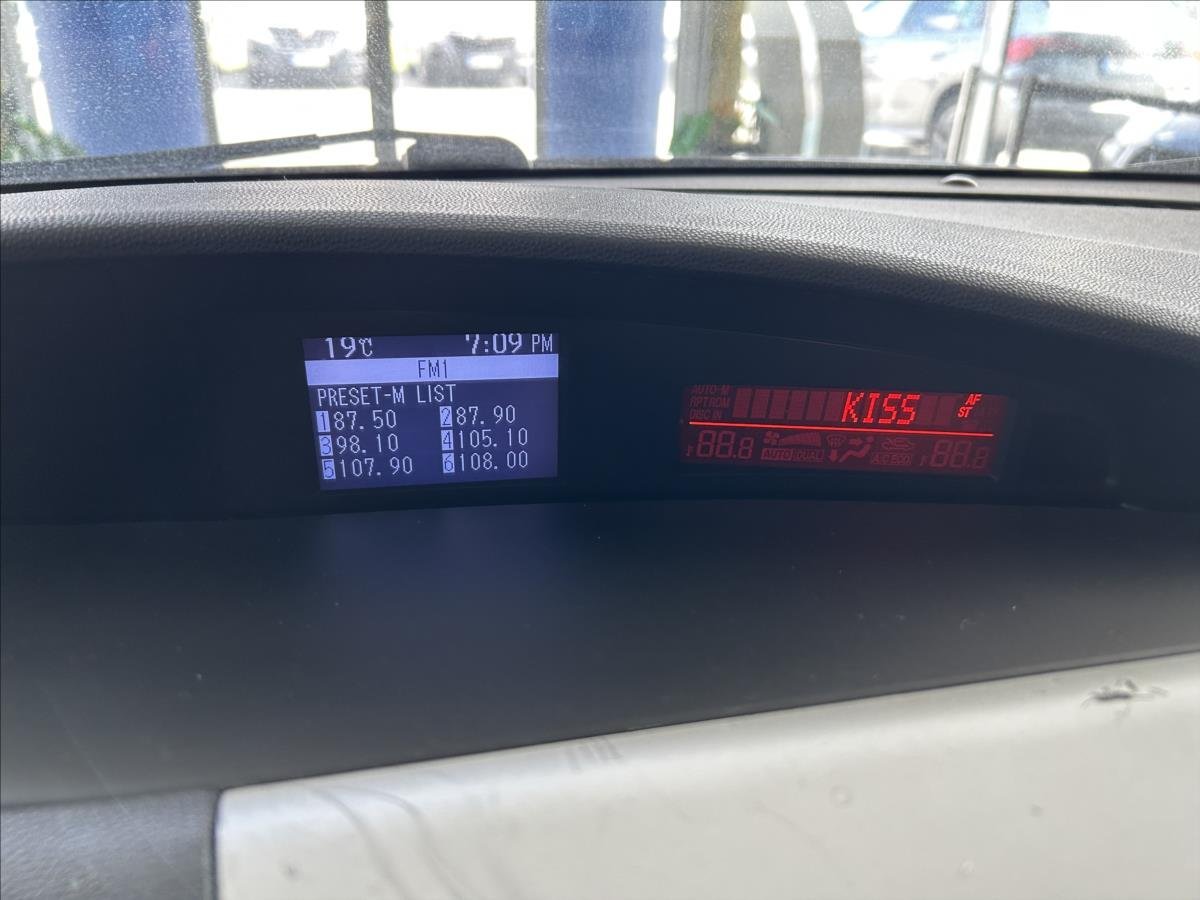 19℃ 7:09 PM
FM1
PRESET-M LIST
1 87.50 2 87.90
3 98.10 4 105.10
5 107.90 6 108.00
AUTO-M
RPT RDM
DISC IN
KISS
AF
ST
88.8 AUTO DUAL A/C ECO 88.8